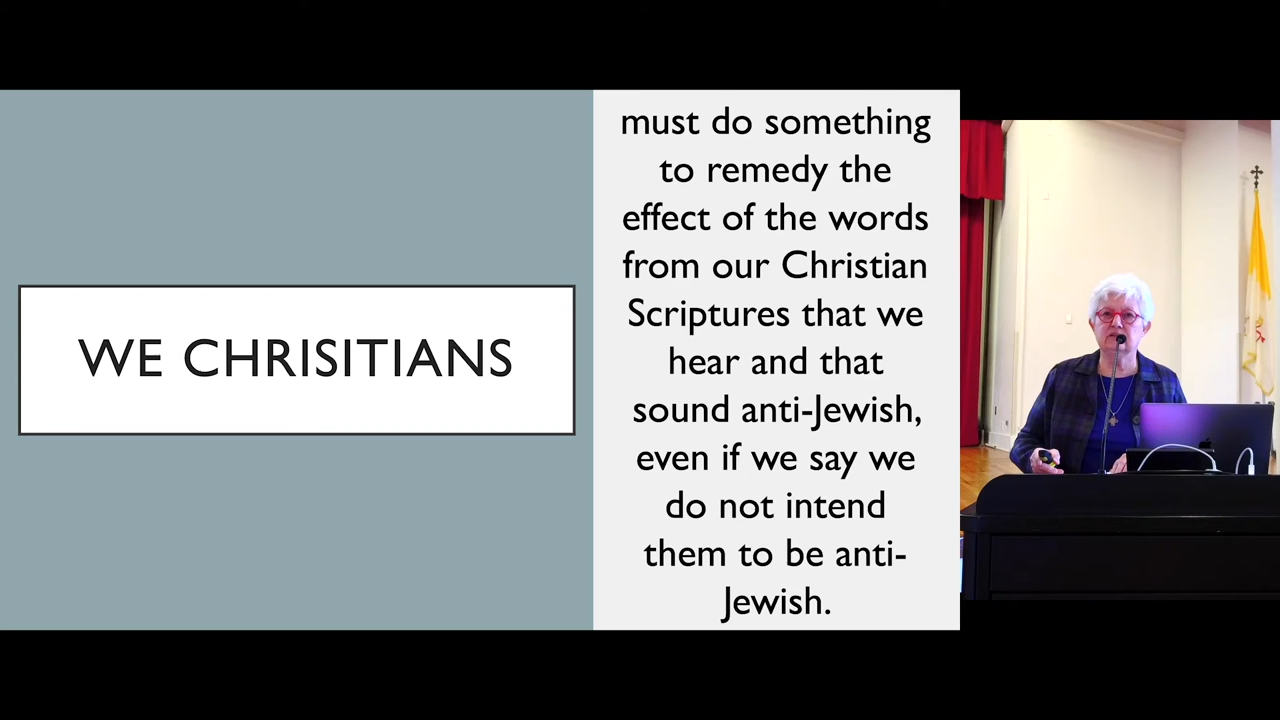 WE CHRISITIANS
must do something
to remedy the
effect of the words
from our Christian
Scriptures that we
hear and that
sound anti-Jewish,
even if we say we
do not intend
them to be anti-
Jewish.